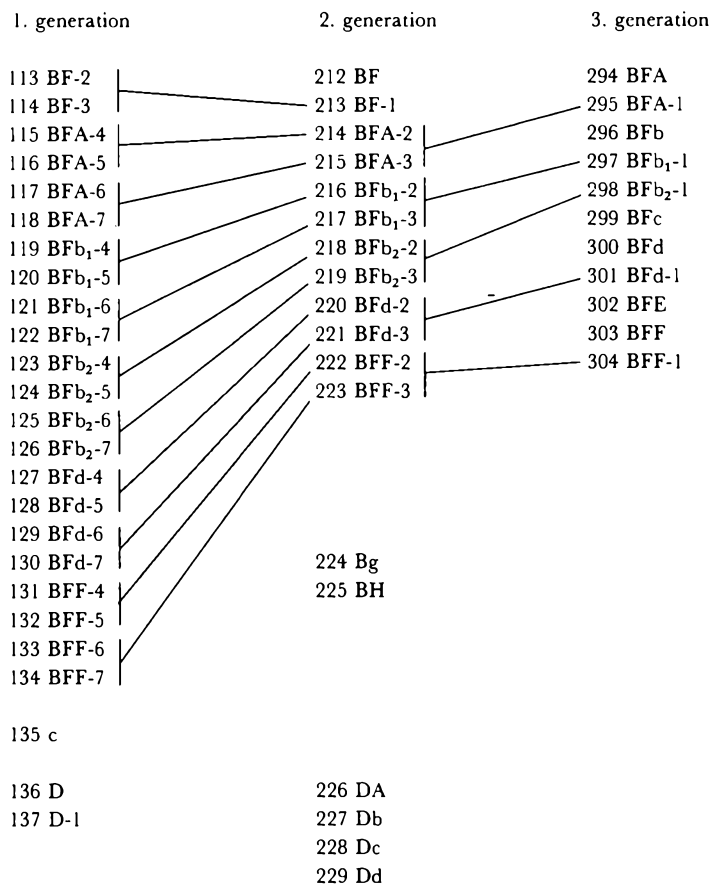 1. generation 2. generation 3. generation
113 BF-2 212 BF 294 BFA
114 BF-3 213 BF-1 295 BFA-1
115 BFA-4 214 BFA-2 296 BFb
116 BFA-5 215 BFA-3 297 BFb₁-1
117 BFA-6 216 BFb₁-2 298 BFb₂-1
118 BFA-7 217 BFb₁-3 299 BFc
119 BFb₁-4 218 BFb₂-2 300 BFd
120 BFb₁-5 219 BFb₂-3 301 BFd-1
121 BFb₁-6 220 BFd-2 302 BFE
122 BFb₁-7 221 BFd-3 303 BFF
123 BFb₂-4 222 BFF-2 304 BFF-1
124 BFb₂-5 223 BFF-3
125 BFb₂-6
126 BFb₂-7
127 BFd-4
128 BFd-5
129 BFd-6
130 BFd-7 224 Bg
131 BFF-4 225 BH
132 BFF-5
133 BFF-6
134 BFF-7
135 c
136 D 226 DA
137 D-1 227 Db
228 Dc
229 Dd